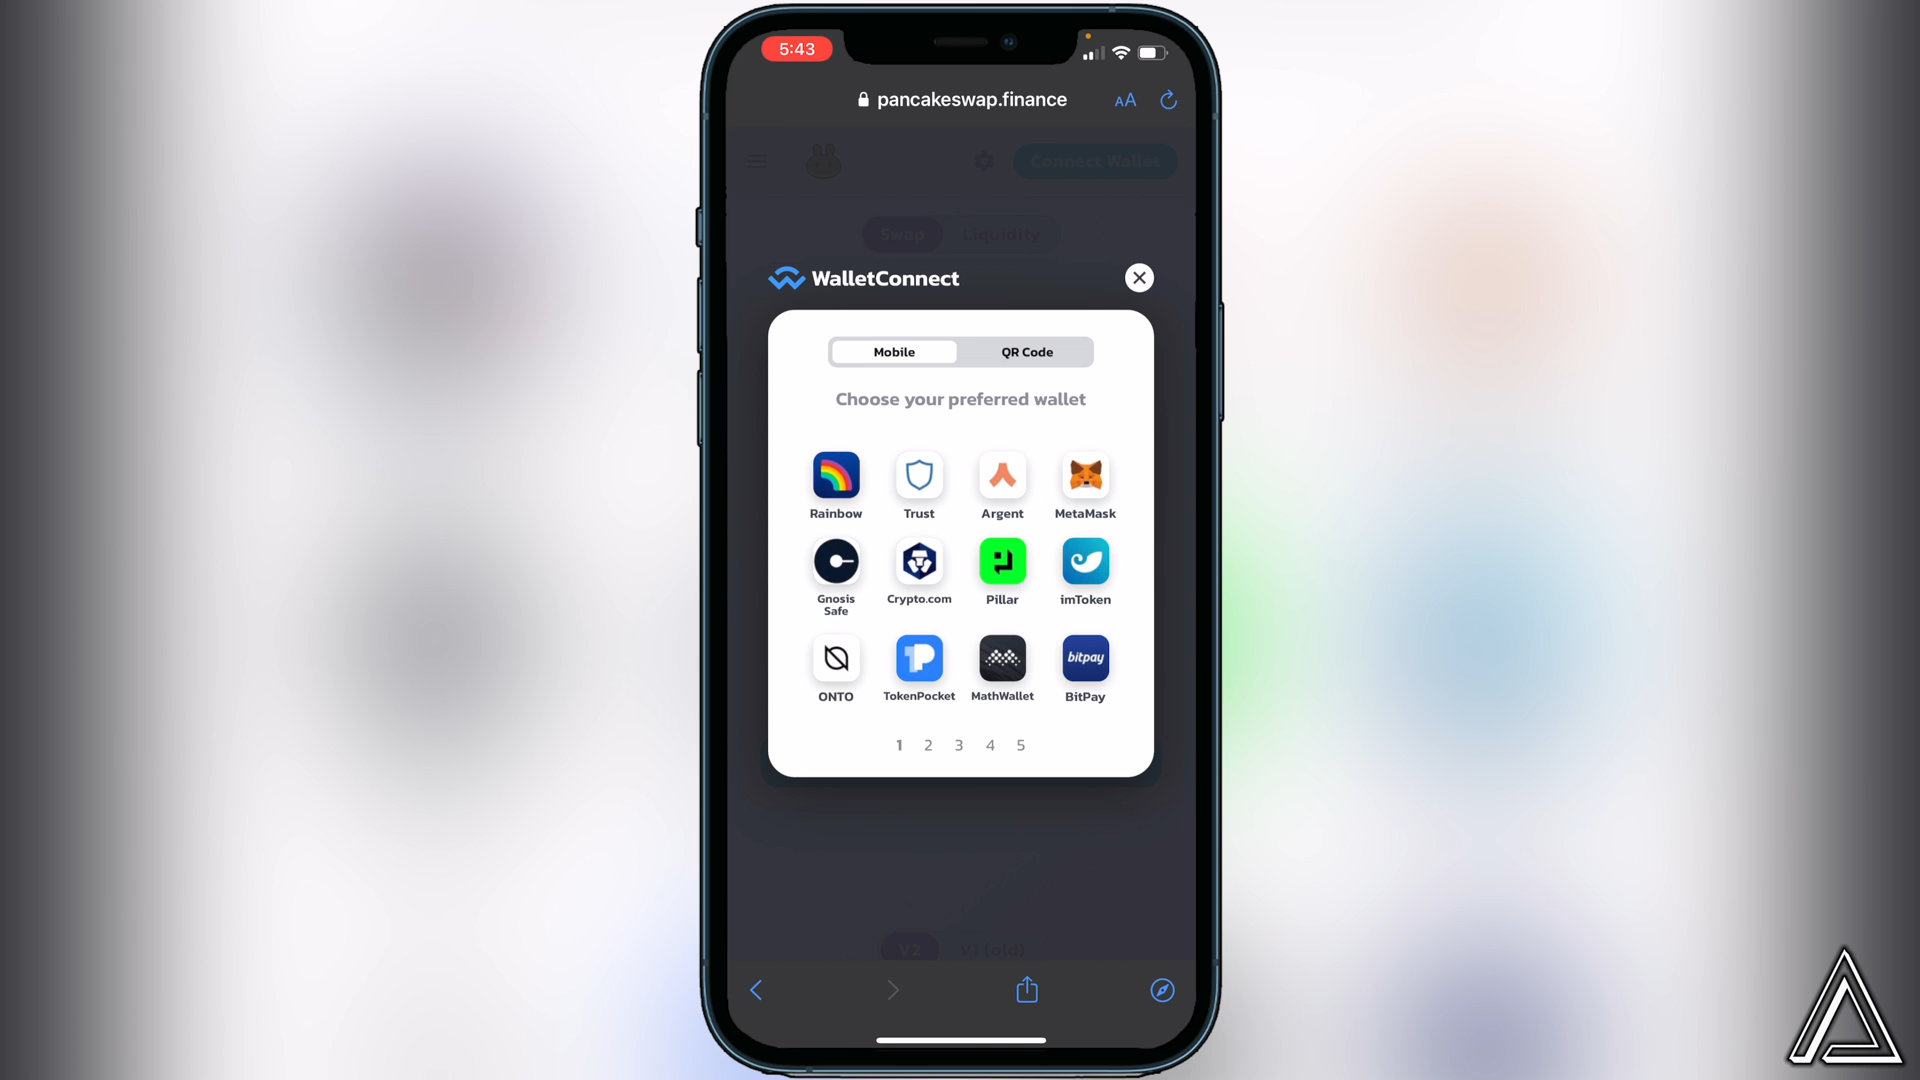 5:43
pancakeswap.finance
AA
Connect Wallet
Swap
Liquidity
WalletConnect
Mobile
QR Code
Choose your preferred wallet
Rainbow
Trust
Argent
MetaMask
Gnosis
Safe
Crypto.com
Pillar
imToken
bitpay
ONTO
TokenPocket
MathWallet
BitPay
1 2 3 4 5
V2
V1 (old)